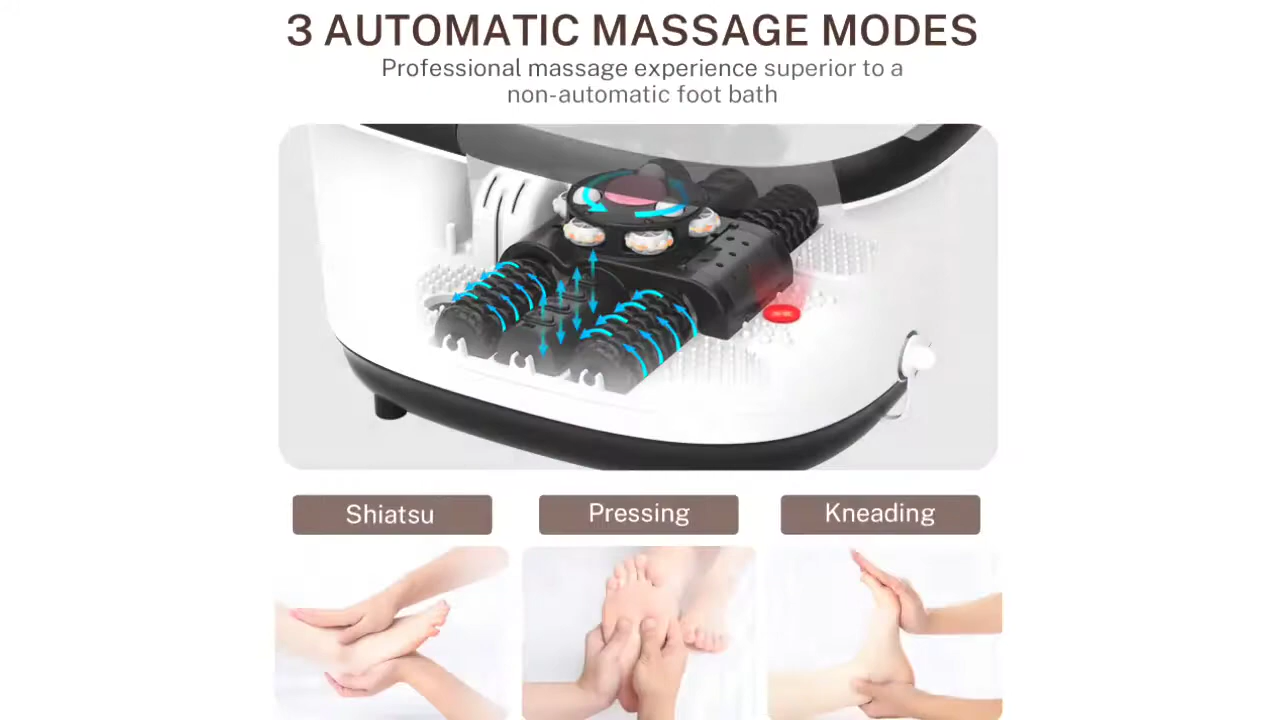 3 AUTOMATIC MASSAGE MODES
Professional massage experience superior to a
non-automatic foot bath
Shiatsu
Pressing
Kneading